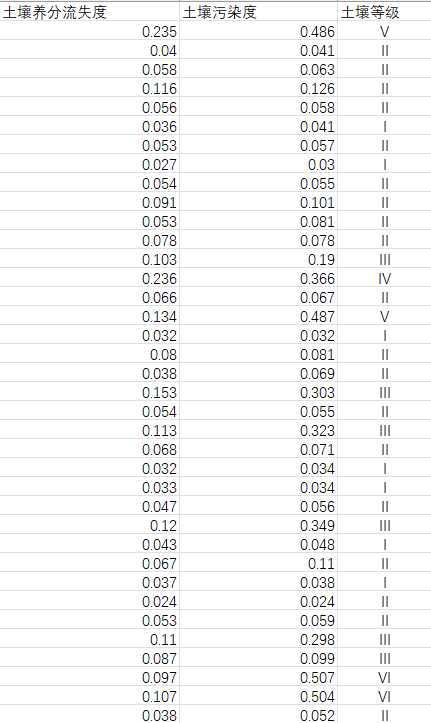 土壤养分流失度 土壤污染度 土壤等级
0.235 0.486 V
0.04 0.041 II
0.058 0.063 II
0.116 0.126 II
0.056 0.058 II
0.036 0.041 I
0.053 0.057 II
0.027 0.03 I
0.054 0.055 II
0.091 0.101 II
0.053 0.081 II
0.078 0.078 II
0.103 0.19 III
0.236 0.366 IV
0.066 0.067 II
0.134 0.487 V
0.032 0.032 I
0.08 0.081 II
0.038 0.069 II
0.153 0.303 III
0.054 0.055 II
0.113 0.323 III
0.068 0.071 II
0.032 0.034 I
0.033 0.034 I
0.047 0.056 II
0.12 0.349 III
0.043 0.048 I
0.067 0.11 II
0.037 0.038 I
0.024 0.024 II
0.053 0.059 II
0.11 0.298 III
0.087 0.099 III
0.097 0.507 VI
0.107 0.504 VI
0.038 0.052 II